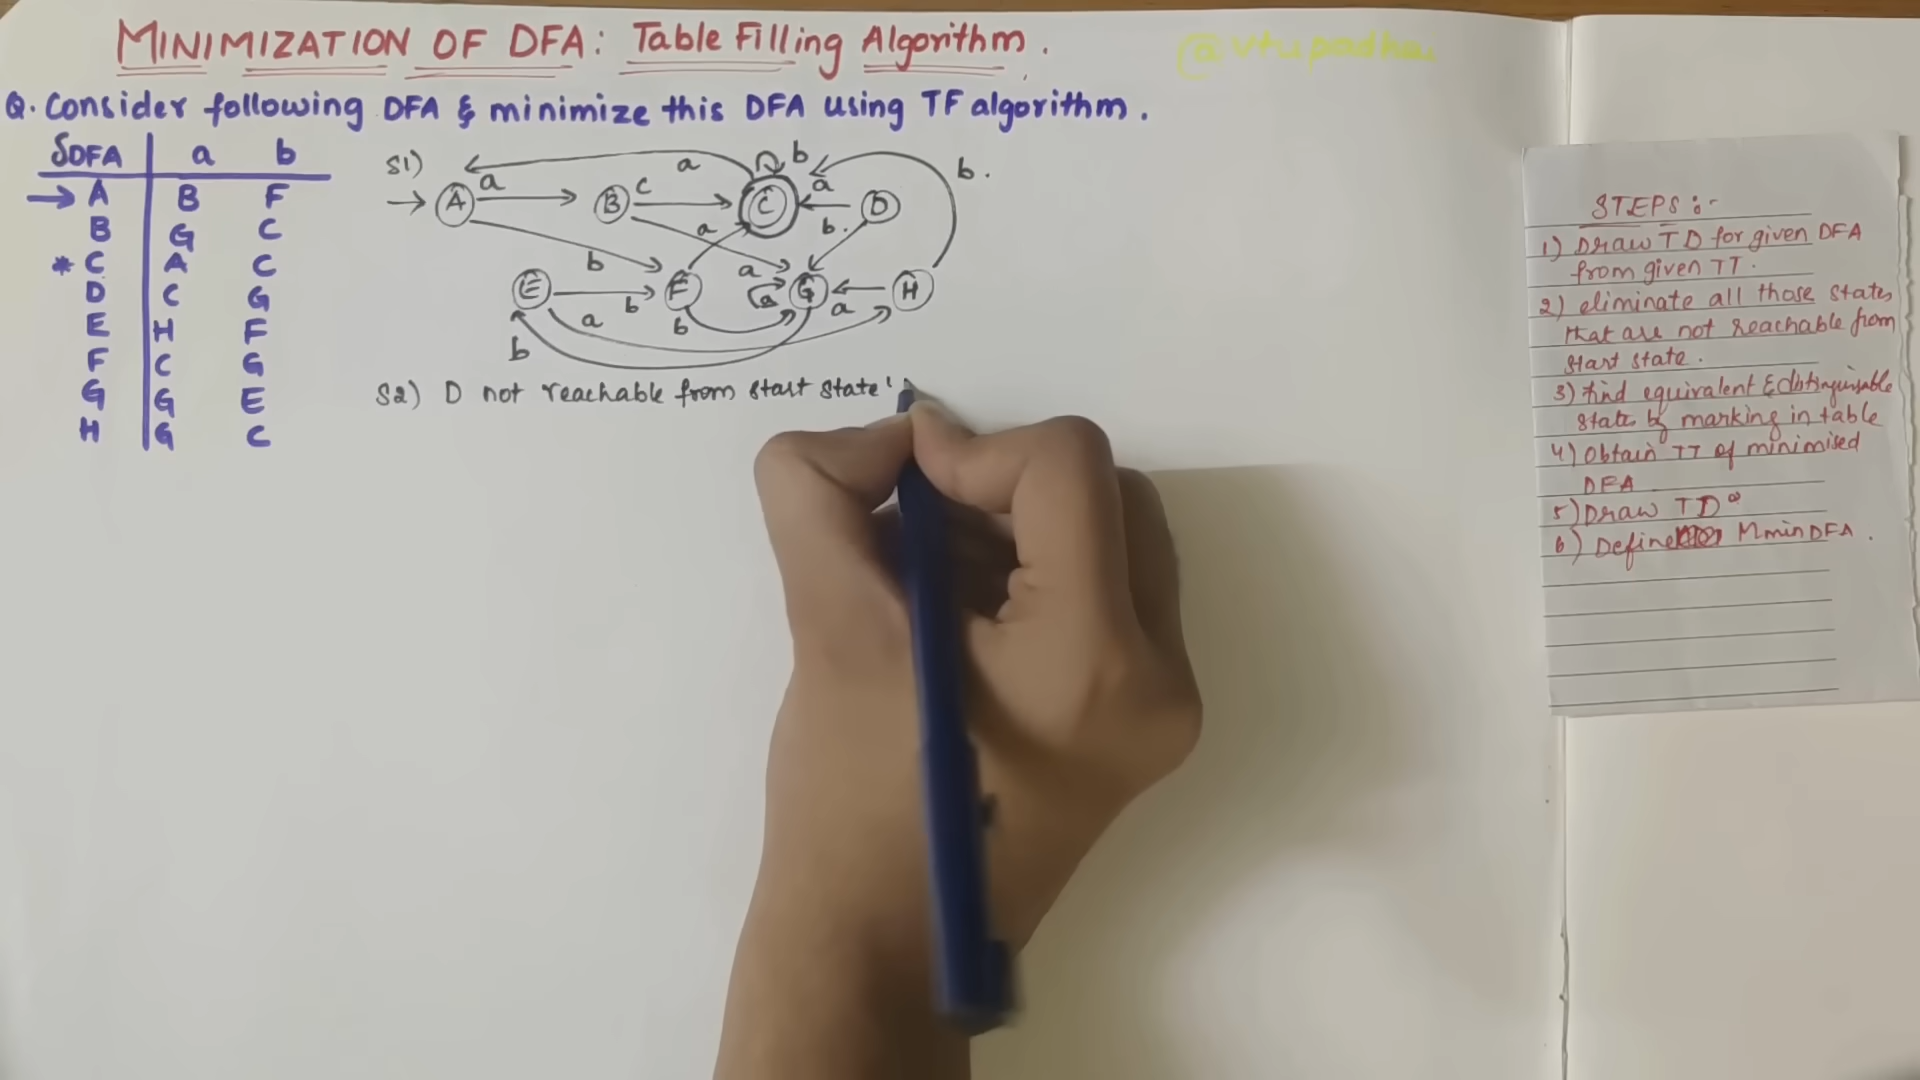 MINIMIZATION OF DFA: Table Filling Algorithm.
@vtupadhai
Q. Consider following DFA & minimize this DFA using TF algorithm.
δDFA a b
→ A B F
B G C
* C A C
D C G
E H F
F C G
G G E
H G C
S1)
A a B C a C b a D b.
b a b.
E b F a a G a H
a b
b
S2) D not reachable from start state '
STEPS :-
1) Draw TD for given DFA
from given TT.
2) eliminate all those states
that are not reachable from
start state.
3) find equivalent & distinguisable
states by marking in table
4) Obtain TT of minimised
DFA
5) Draw TD
6) Define MminDFA.